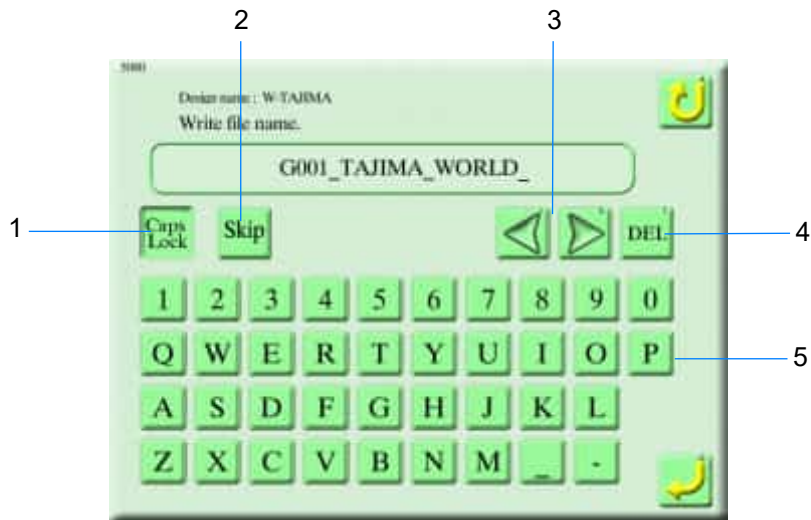 2 3
5080
Design name : W-TAJIMA
Write file name.
G001_TAJIMA_WORLD_
1 Caps Lock Skip DEL 4
1 2 3 4 5 6 7 8 9 0
Q W E R T Y U I O P 5
A S D F G H J K L
Z X C V B N M _ -